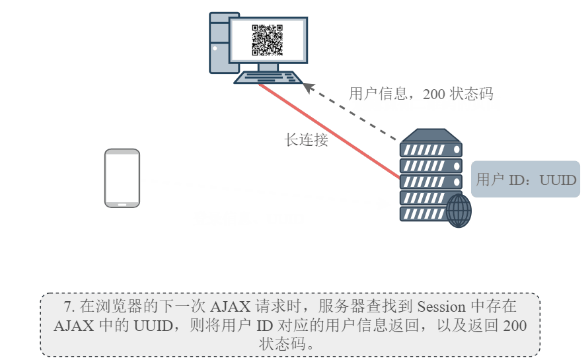 用户信息，200 状态码
长连接
用户 ID：UUID
7. 在浏览器的下一次 AJAX 请求时，服务器查找到 Session 中存在
AJAX 中的 UUID，则将用户 ID 对应的用户信息返回，以及返回 200
状态码。